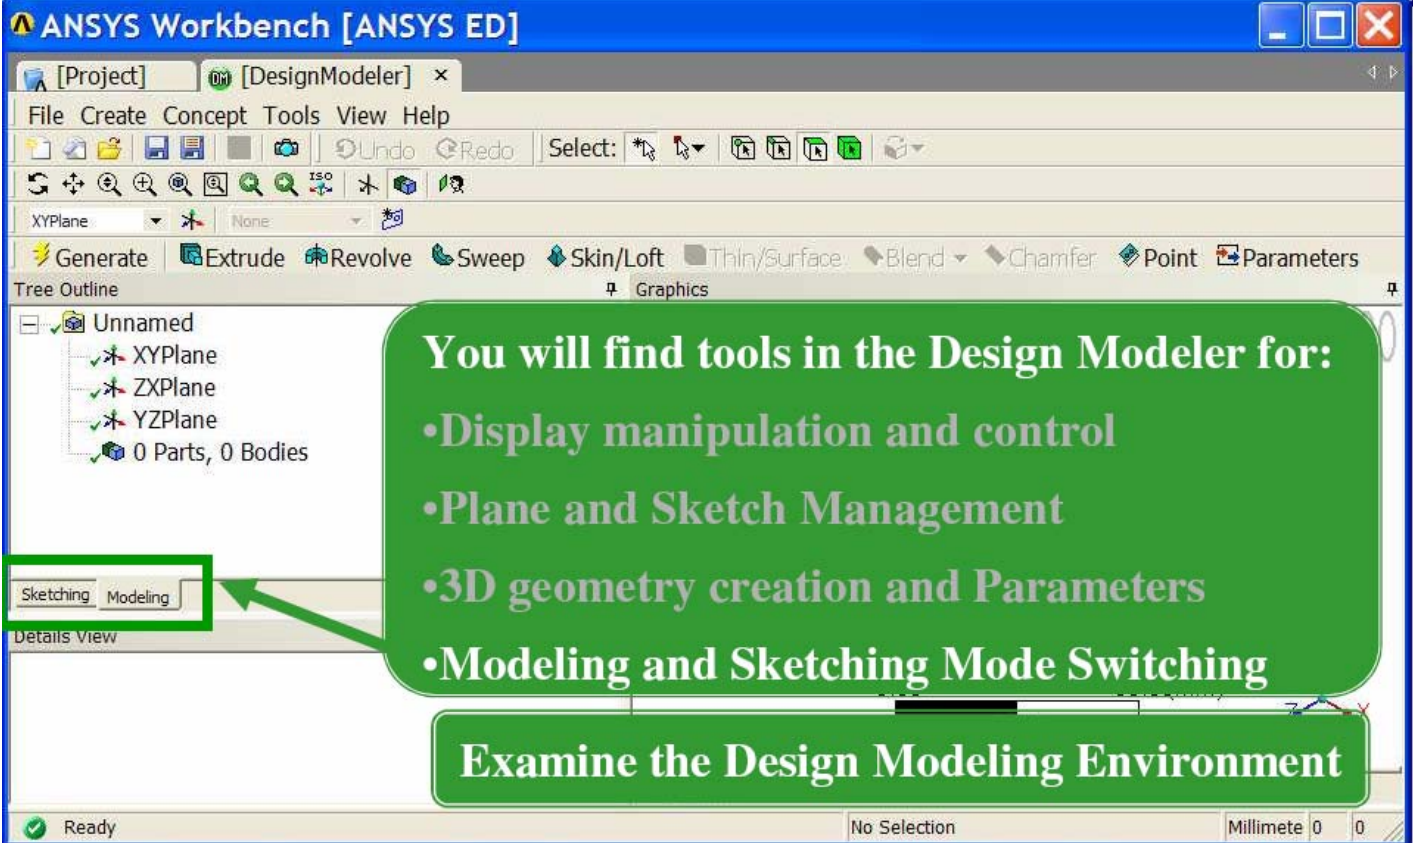 ANSYS Workbench [ANSYS ED]
[Project] DM [DesignModeler] ×
File Create Concept Tools View Help
Undo Redo Select:
ISO
XYPlane None
Generate Extrude Revolve Sweep Skin/Loft Thin/Surface Blend Chamfer Point Parameters
Tree Outline Graphics
Unnamed
XYPlane
ZXPlane
YZPlane
0 Parts, 0 Bodies
You will find tools in the Design Modeler for:
•Display manipulation and control
•Plane and Sketch Management
•3D geometry creation and Parameters
•Modeling and Sketching Mode Switching
Sketching Modeling
Details View
Z X
Examine the Design Modeling Environment
Ready No Selection Millimete 0 0